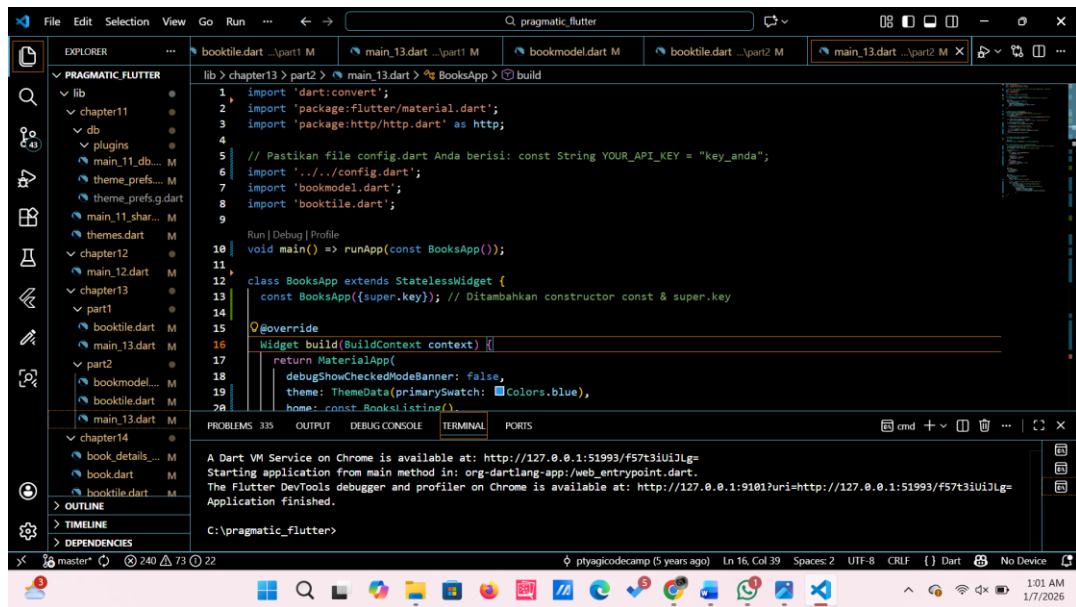 File Edit Selection View Go Run ··· pragmatic_flutter
EXPLORER ···
booktile.dart ...\part1 M main_13.dart ...\part1 M bookmodel.dart M booktile.dart ...\part2 M main_13.dart ...\part2 M
lib > chapter13 > part2 > main_13.dart > BooksApp > build
PRAGMATIC_FLUTTER
lib
chapter11
db
plugins
main_11_db.... M
theme_prefs.... M
theme_prefs.g.dart
main_11_shar... M
themes.dart M
chapter12
main_12.dart M
chapter13
part1
booktile.dart M
main_13.dart M
part2
bookmodel.... M
booktile.dart M
main_13.dart M
chapter14
book_details_... M
book.dart M
booktile.dart M
OUTLINE
TIMELINE
DEPENDENCIES
43
1 import 'dart:convert';
2 import 'package:flutter/material.dart';
3 import 'package:http/http.dart' as http;
4
5 // Pastikan file config.dart Anda berisi: const String YOUR_API_KEY = "key_anda";
6 import '../../config.dart';
7 import 'bookmodel.dart';
8 import 'booktile.dart';
9
Run | Debug | Profile
10 void main() => runApp(const BooksApp());
11
12 class BooksApp extends StatelessWidget {
13 const BooksApp({super.key}); // Ditambahkan constructor const & super.key
14
15 @override
16 Widget build(BuildContext context) {
17 return MaterialApp(
18 debugShowCheckedModeBanner: false,
19 theme: ThemeData(primarySwatch: Colors.blue),
20 home: const BooksListing(),
PROBLEMS 335 OUTPUT DEBUG CONSOLE TERMINAL PORTS cmd
A Dart VM Service on Chrome is available at: http://127.0.0.1:51993/f57t3iUiJLg=
Starting application from main method in: org-dartlang-app:/web_entrypoint.dart.
The Flutter DevTools debugger and profiler on Chrome is available at: http://127.0.0.1:9101?uri=http://127.0.0.1:51993/f57t3iUiJLg=
Application finished.
C:\pragmatic_flutter>
master* 240 73 22 ptyagicodecamp (5 years ago) Ln 16, Col 39 Spaces: 2 UTF-8 CRLF { } Dart No Device
3 5 9 1:01 AM
1/7/2026